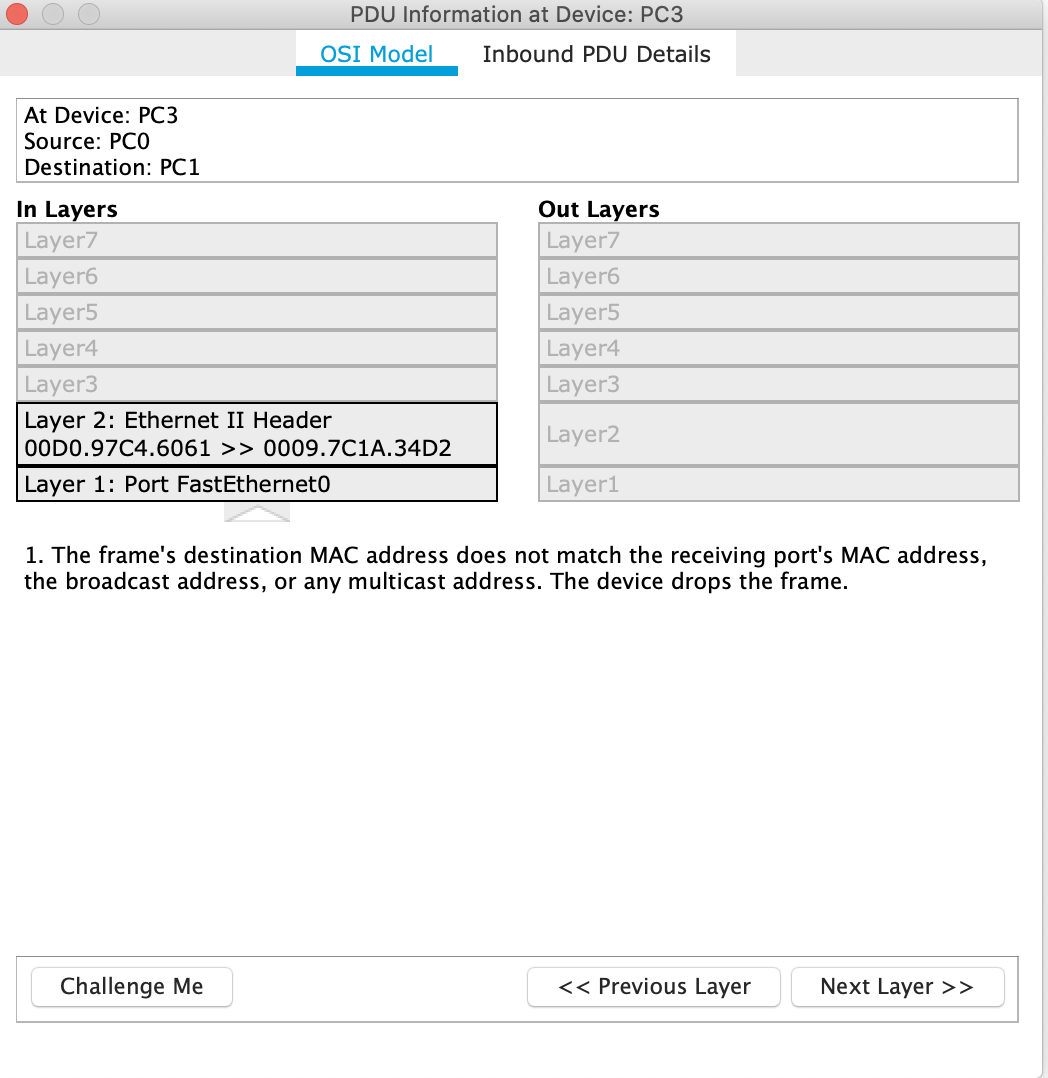 PDU Information at Device: PC3
OSI Model
Inbound PDU Details
At Device: PC3
Source: PC0
Destination: PC1
In Layers
Layer7
Layer6
Layer5
Layer4
Layer3
Layer 2: Ethernet II Header
00D0.97C4.6061 >> 0009.7C1A.34D2
Layer 1: Port FastEthernet0
Out Layers
Layer7
Layer6
Layer5
Layer4
Layer3
Layer2
Layer1
1. The frame's destination MAC address does not match the receiving port's MAC address,
the broadcast address, or any multicast address. The device drops the frame.
Challenge Me
<< Previous Layer
Next Layer >>